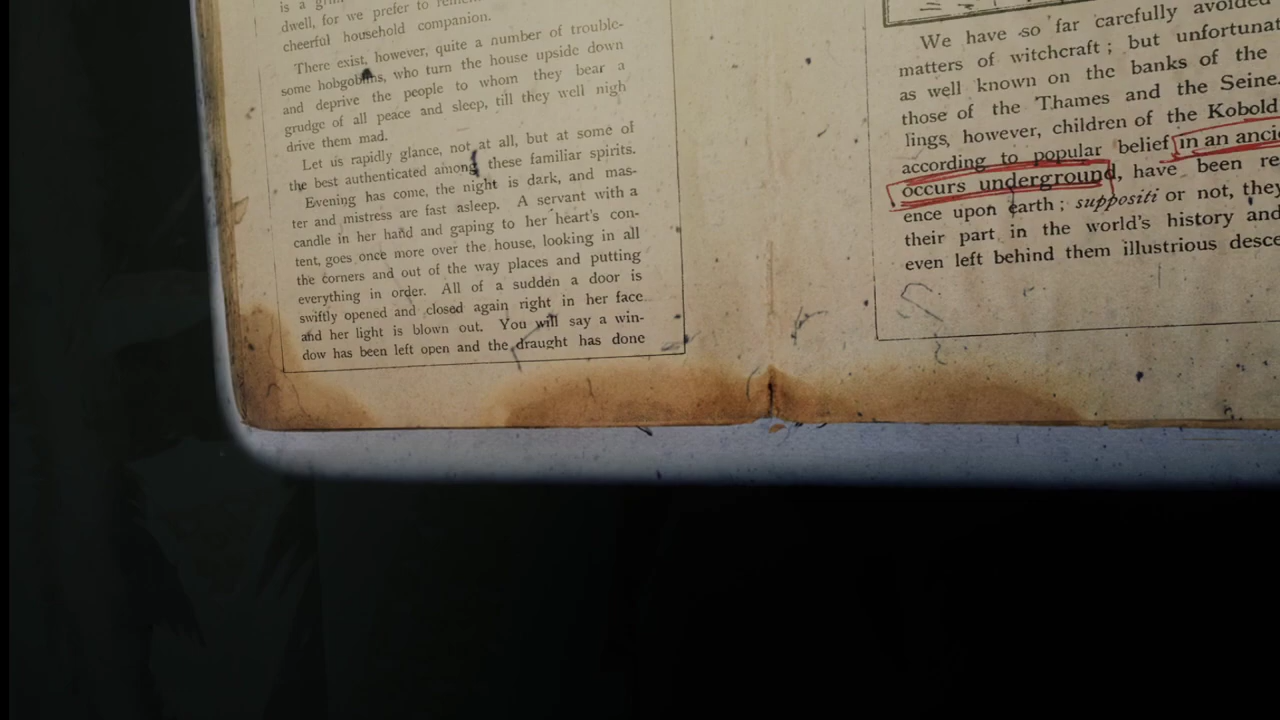 is a
dwell, for we prefer to
cheerful household companion.
There exist, however, quite a number of trouble-
some hobgoblins, who turn the house upside down
and deprive the people to whom they bear a
grudge of all peace and sleep, till they well nigh
drive them mad.
Let us rapidly glance, not at all, but at some of
the best authenticated among these familiar spirits.
Evening has come, the night is dark, and mas-
ter and mistress are fast asleep. A servant with a
candle in her hand and gaping to her heart's con-
tent, goes once more over the house, looking in all
the corners and out of the way places and putting
everything in order. All of a sudden a door is
swiftly opened and closed again right in her face
and her light is blown out. You will say a win-
dow has been left open and the draught has done
We have so far carefully avoided
matters of witchcraft; but unfortunat
as well known on the banks of the
those of the Thames and the Seine.
lings, however, children of the Kobold
according to popular belief in an anci
occurs underground, have been re
ence upon earth; suppositi or not, they
their part in the world's history and
even left behind them illustrious desce